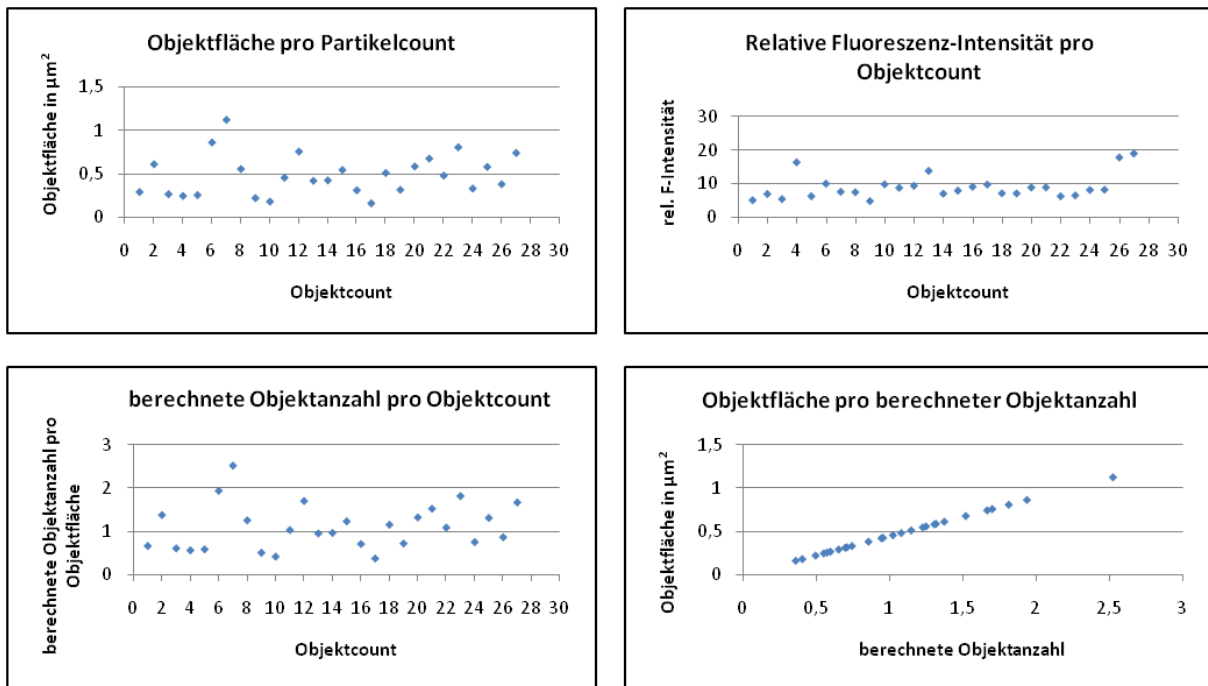 Objektfläche pro Partikelcount
Objektfläche in µm²
1,5
1
0,5
0
0 2 4 6 8 10 12 14 16 18 20 22 24 26 28 30
Objektcount
Relative Fluoreszenz-Intensität pro
Objektcount
rel. F-Intensität
30
20
10
0
0 2 4 6 8 10 12 14 16 18 20 22 24 26 28 30
Objektcount
berechnete Objektanzahl pro Objektcount
berechnete Objektanzahl pro
Objektfläche
3
2
1
0
0 2 4 6 8 10 12 14 16 18 20 22 24 26 28 30
Objektcount
Objektfläche pro berechneter Objektanzahl
Objektfläche in µm²
1,5
1
0,5
0
0 0,5 1 1,5 2 2,5 3
berechnete Objektanzahl